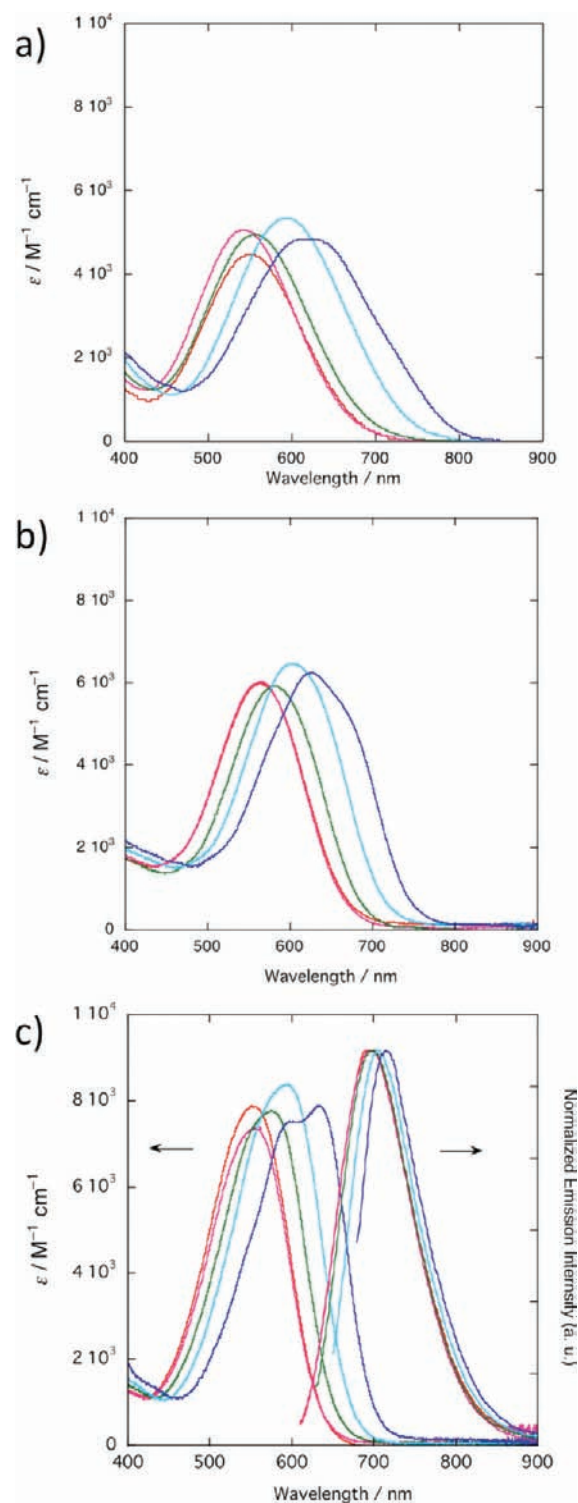 a)
1 10⁴
8 10³
6 10³
4 10³
2 10³
0
ε / M⁻¹ cm⁻¹
400 500 600 700 800 900
Wavelength / nm
b)
1 10⁴
8 10³
6 10³
4 10³
2 10³
0
ε / M⁻¹ cm⁻¹
400 500 600 700 800 900
Wavelength / nm
c)
1 10⁴
8 10³
6 10³
4 10³
2 10³
0
ε / M⁻¹ cm⁻¹
Normalized Emission Internsity (a. u.)
400 500 600 700 800 900
Wavelength / nm